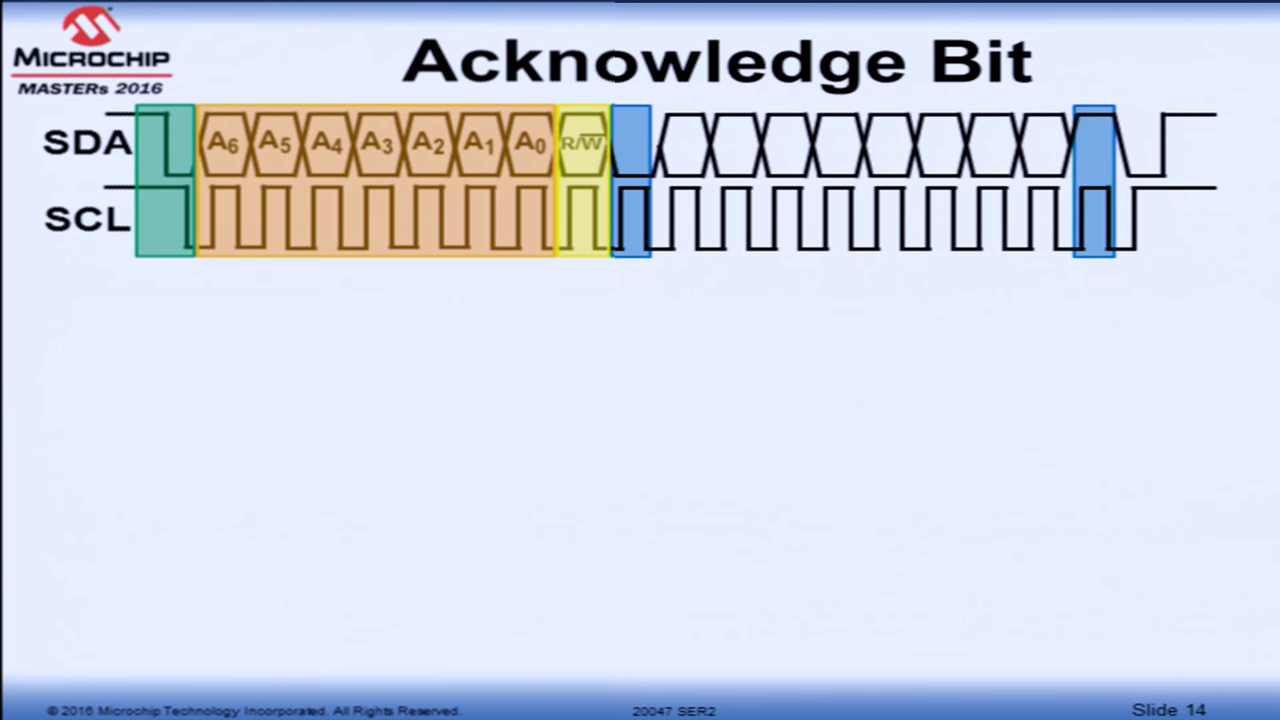 MICROCHIP
MASTERs 2016
Acknowledge Bit
SDA A6 A5 A4 A3 A2 A1 A0 R/W̅
SCL
© 2016 Microchip Technology Incorporated. All Rights Reserved. 20047 SER2 Slide 14